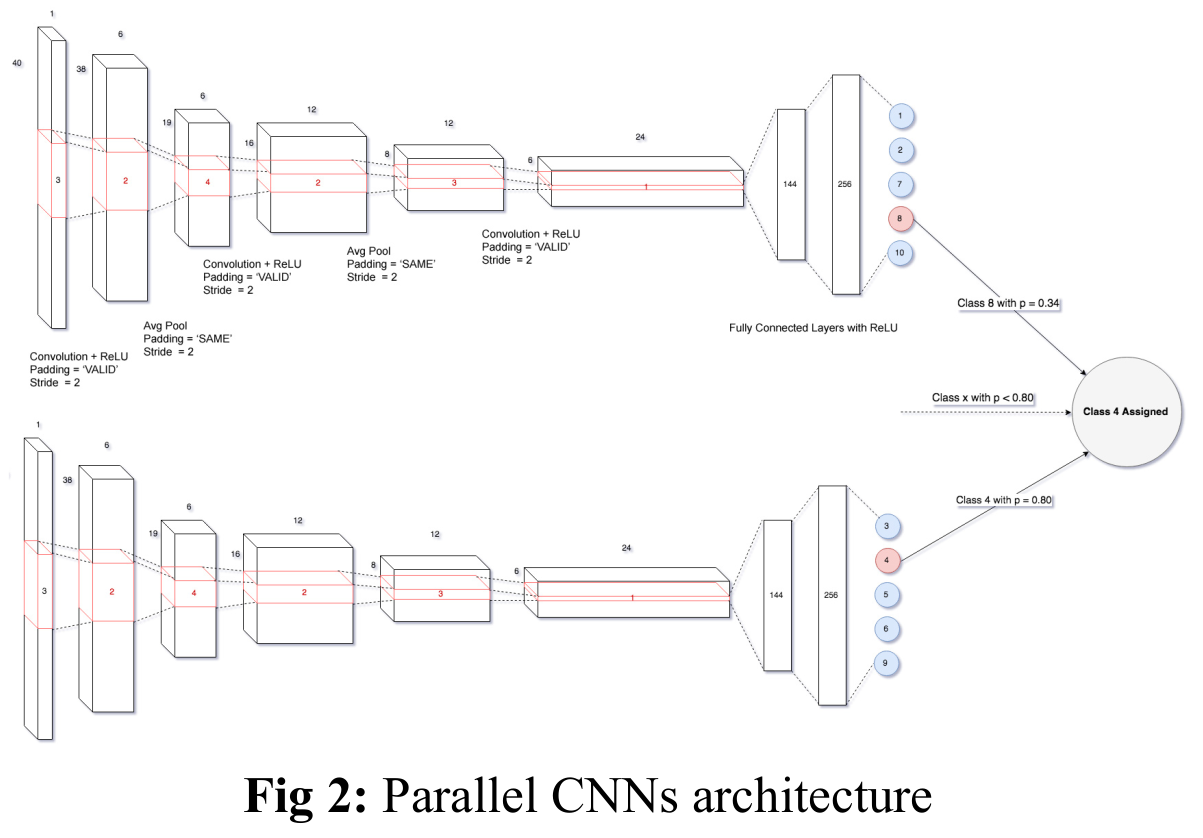 1
40
3
6
38
2
6
19
4
12
16
2
12
8
3
24
6
1
144
256
1
2
7
8
10
Convolution + ReLU
Padding = ‘VALID’
Stride = 2
Avg Pool
Padding = ‘SAME’
Stride = 2
Convolution + ReLU
Padding = ‘VALID’
Stride = 2
Avg Pool
Padding = ‘SAME’
Stride = 2
Convolution + ReLU
Padding = ‘VALID’
Stride = 2
Fully Connected Layers with ReLU
Class 8 with p = 0.34
Class x with p < 0.80
Class 4 Assigned
Class 4 with p = 0.80
1
3
6
38
2
6
19
4
12
16
2
12
8
3
24
6
1
144
256
3
4
5
6
9
Fig 2: Parallel CNNs architecture